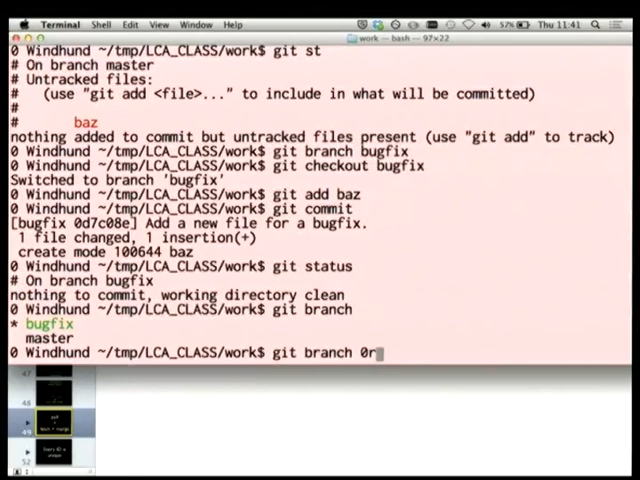 Terminal Shell Edit View Window Help 57% Thu 11:41
work — bash — 97×22
0 Windhund ~/tmp/LCA_CLASS/work$ git st
# On branch master
# Untracked files:
#   (use "git add <file>..." to include in what will be committed)
#
#       baz
nothing added to commit but untracked files present (use "git add" to track)
0 Windhund ~/tmp/LCA_CLASS/work$ git branch bugfix
0 Windhund ~/tmp/LCA_CLASS/work$ git checkout bugfix
Switched to branch 'bugfix'
0 Windhund ~/tmp/LCA_CLASS/work$ git add baz
0 Windhund ~/tmp/LCA_CLASS/work$ git commit
[bugfix 0d7c08e] Add a new file for a bugfix.
 1 file changed, 1 insertion(+)
 create mode 100644 baz
0 Windhund ~/tmp/LCA_CLASS/work$ git status
# On branch bugfix
nothing to commit, working directory clean
0 Windhund ~/tmp/LCA_CLASS/work$ git branch
* bugfix
  master
0 Windhund ~/tmp/LCA_CLASS/work$ git branch 0r
47
48
49
52